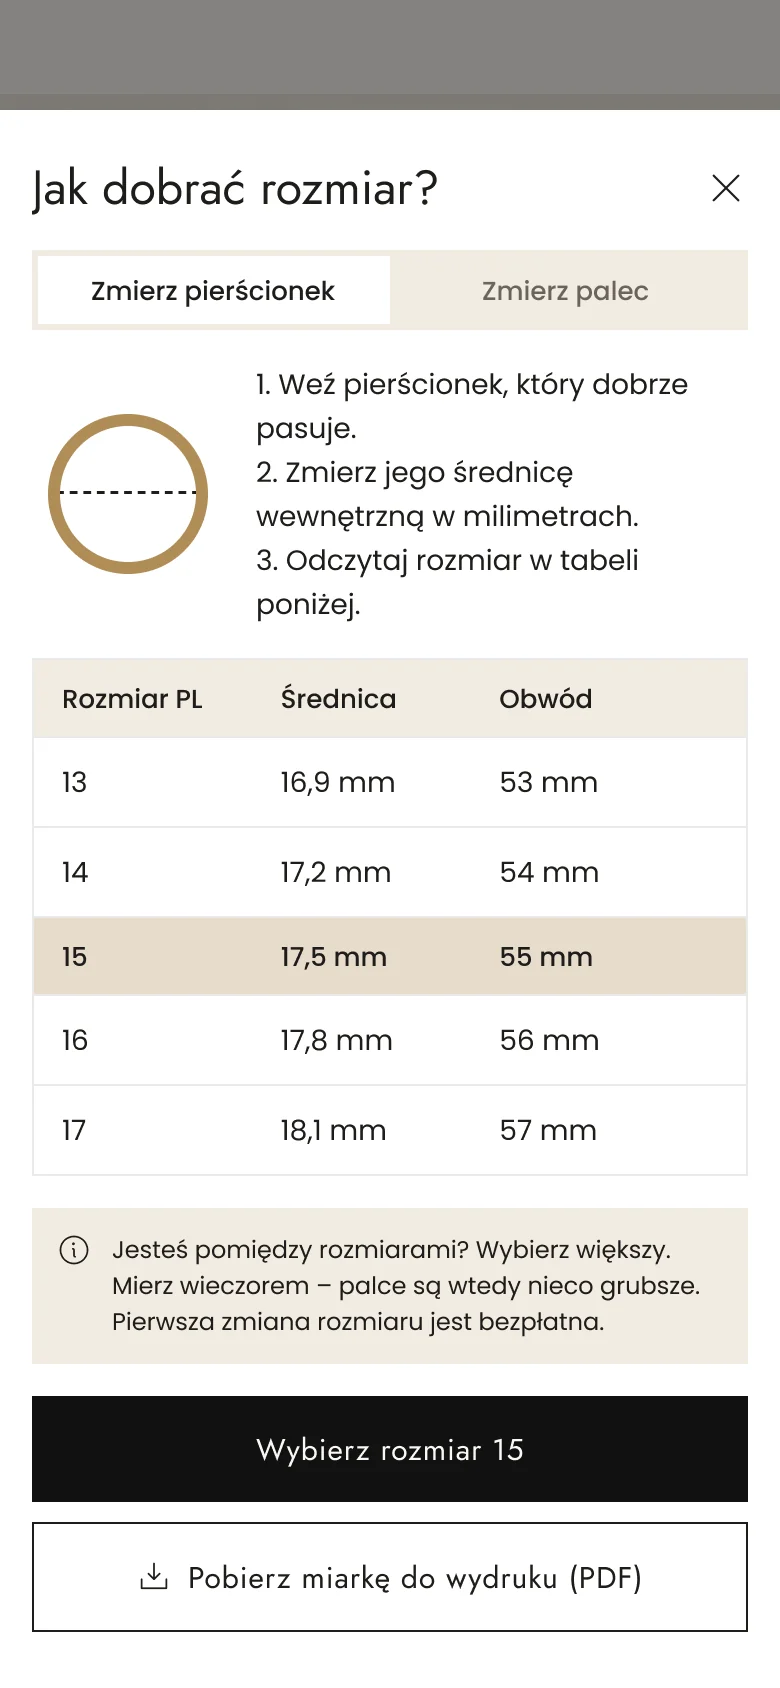 Jak dobrać rozmiar?
Zmierz pierścionek
Zmierz palec
1. Weź pierścionek, który dobrze
pasuje.
2. Zmierz jego średnicę
wewnętrzną w milimetrach.
3. Odczytaj rozmiar w tabeli
poniżej.
Rozmiar PL Średnica Obwód
13 16,9 mm 53 mm
14 17,2 mm 54 mm
15 17,5 mm 55 mm
16 17,8 mm 56 mm
17 18,1 mm 57 mm
Jesteś pomiędzy rozmiarami? Wybierz większy.
Mierz wieczorem – palce są wtedy nieco grubsze.
Pierwsza zmiana rozmiaru jest bezpłatna.
Wybierz rozmiar 15
Pobierz miarkę do wydruku (PDF)